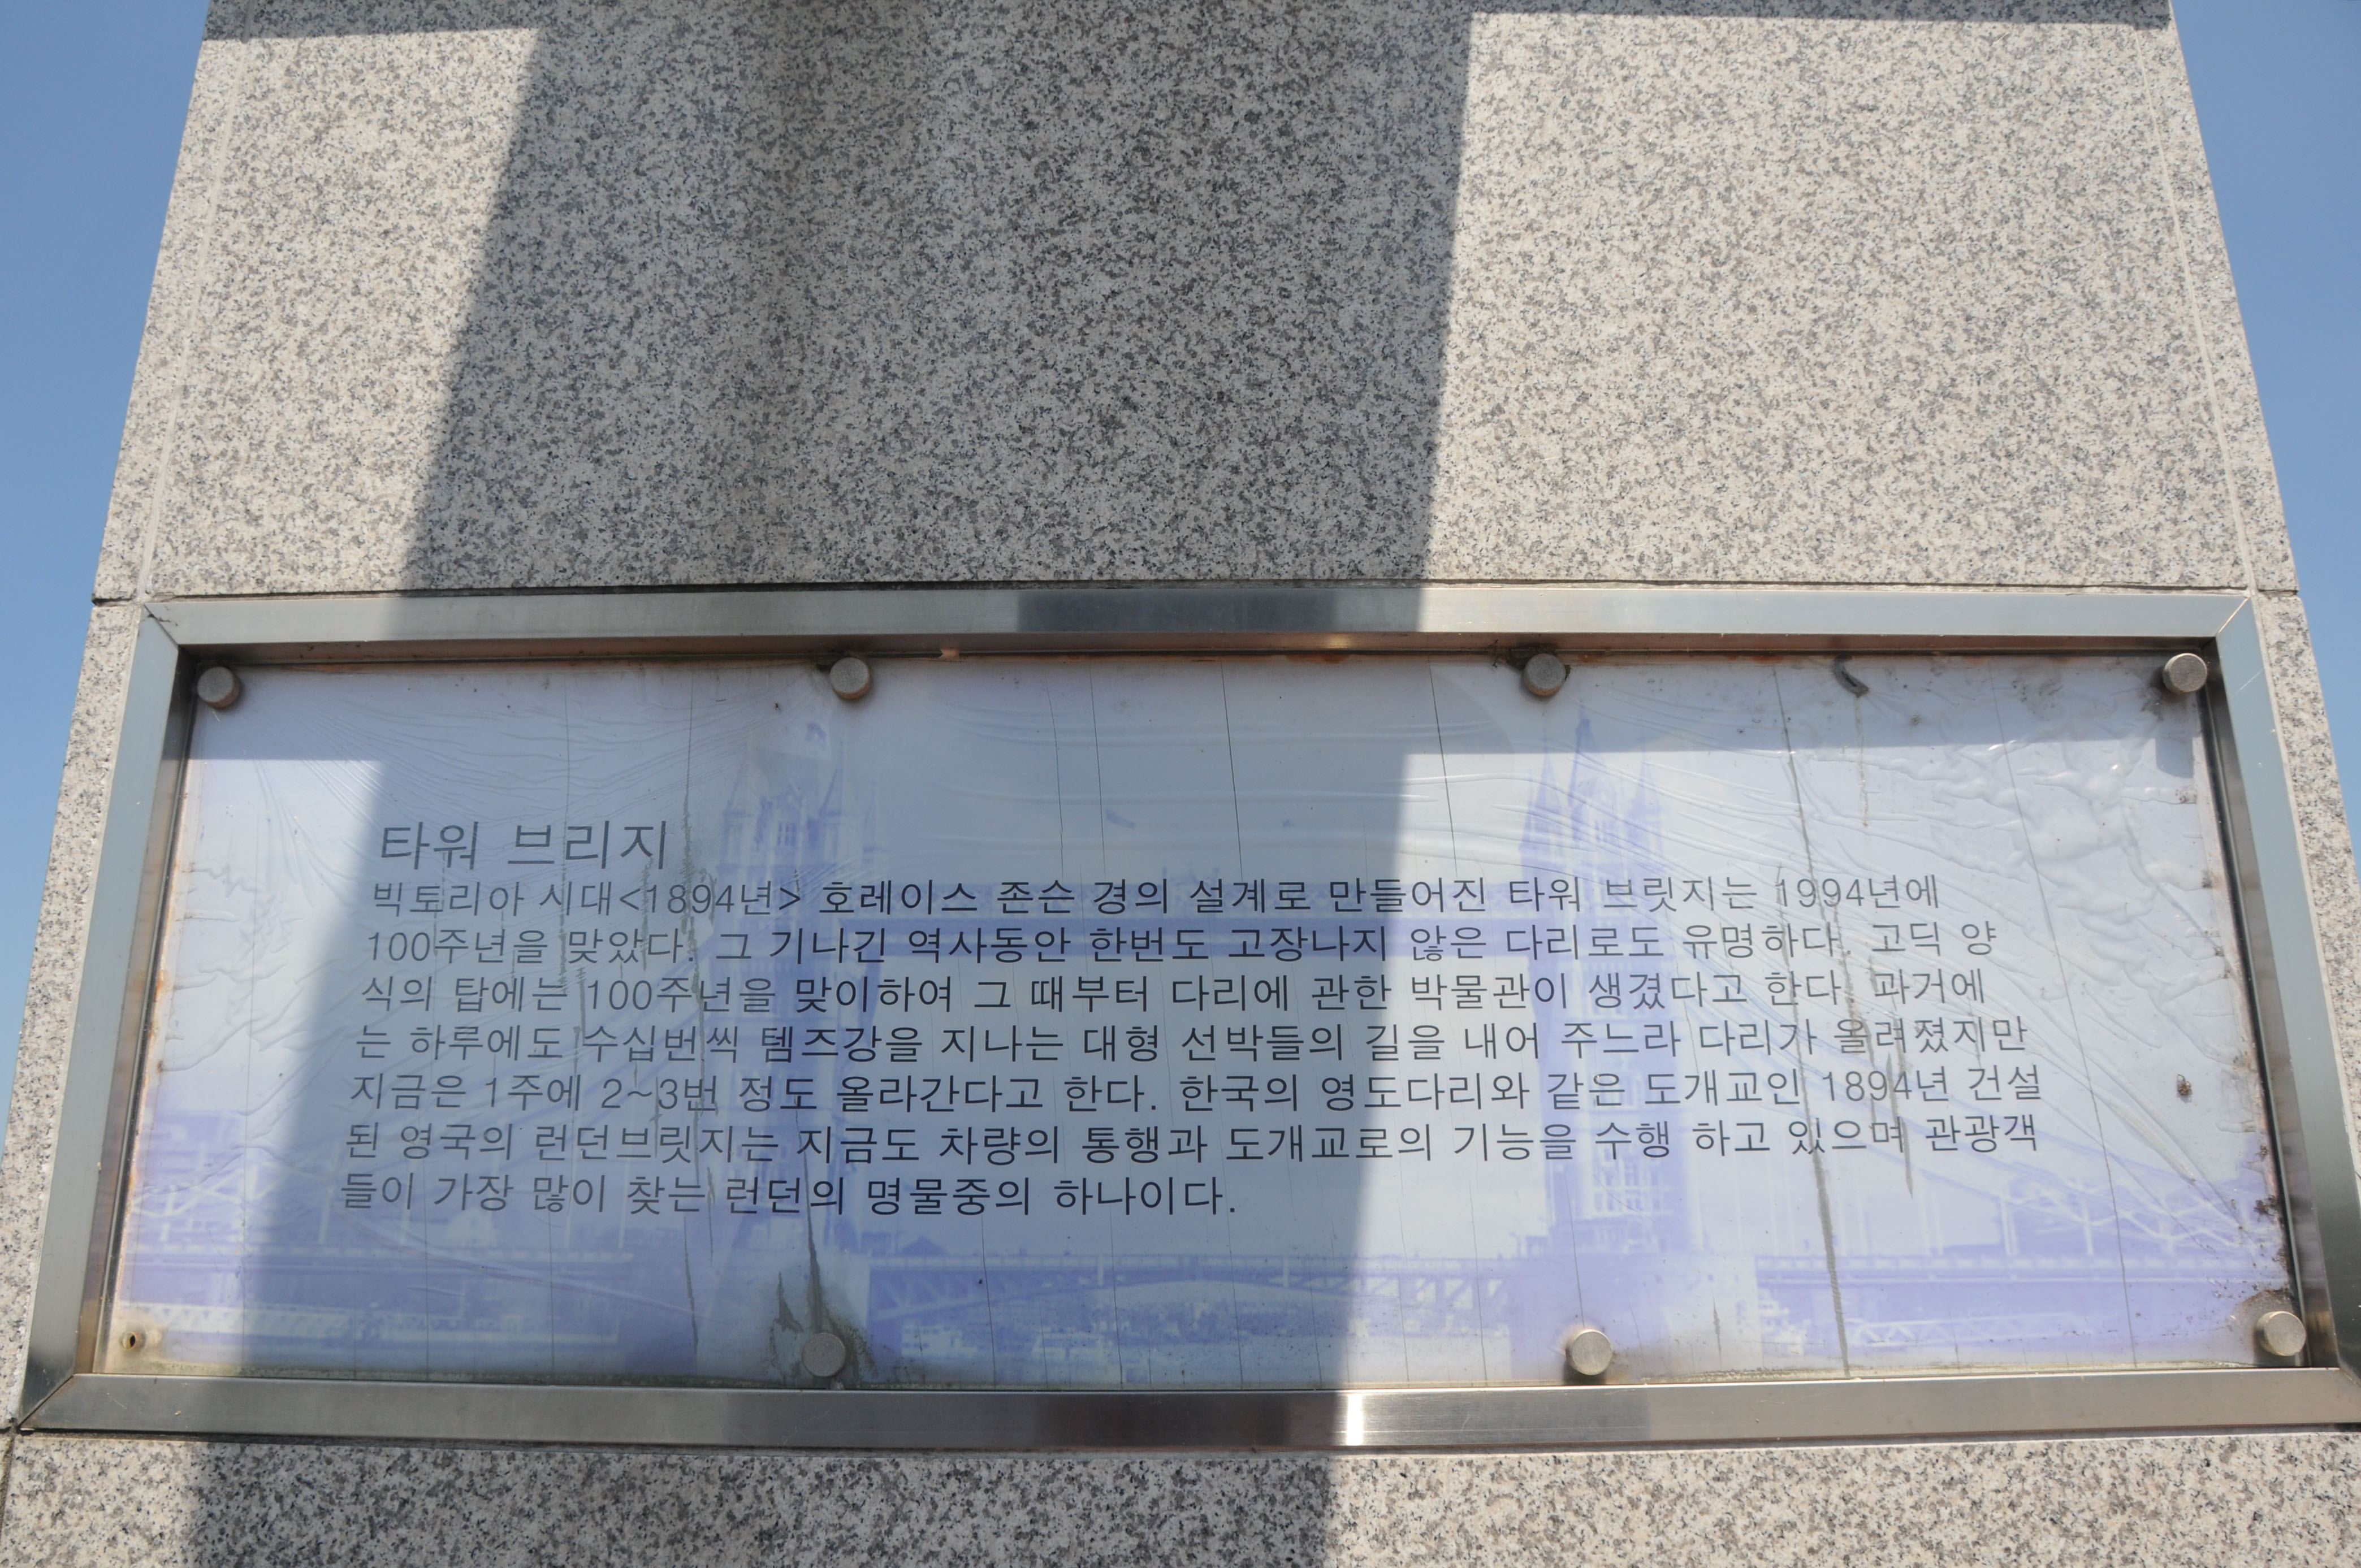 타워 브리지
빅토리아 시대<1894년> 호레이스 존슨 경의 설계로 만들어진 타워 브릿지는 1994년에
100주년을 맞았다. 그 기나긴 역사동안 한번도 고장나지 않은 다리로도 유명하다. 고딕 양
식의 탑에는 100주년을 맞이하여 그 때부터 다리에 관한 박물관이 생겼다고 한다. 과거에
는 하루에도 수십번씩 템즈강을 지나는 대형 선박들의 길을 내어 주느라 다리가 올려졌지만
지금은 1주에 2~3번 정도 올라간다고 한다. 한국의 영도다리와 같은 도개교인 1894년 건설
된 영국의 런던브릿지는 지금도 차량의 통행과 도개교로의 기능을 수행 하고 있으며 관광객
들이 가장 많이 찾는 런던의 명물중의 하나이다.